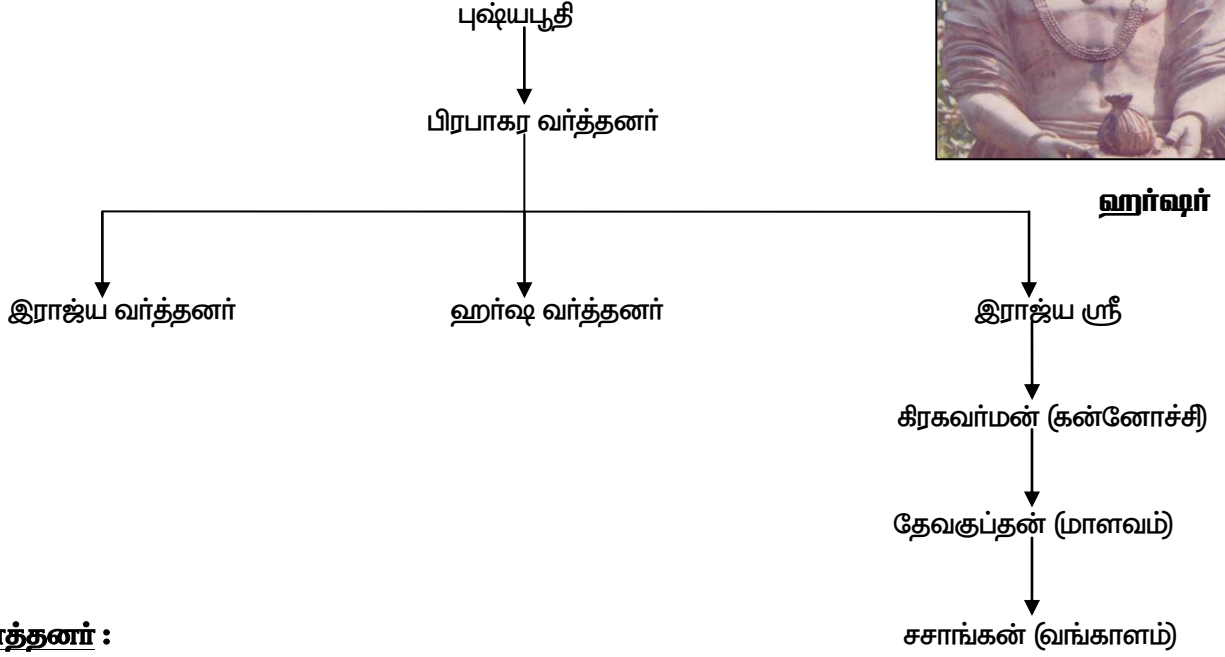 புஷ்யபூதி
பிரபாகர வர்த்தனர்
ஹர்ஷர்
இராஜ்ய வர்த்தனர்
ஹர்ஷ வர்த்தனர்
இராஜ்ய ஸ்ரீ
கிரகவர்மன் (கன்னோச்சி)
தேவகுப்தன் (மாளவம்)
சசாங்கன் (வங்காளம்)